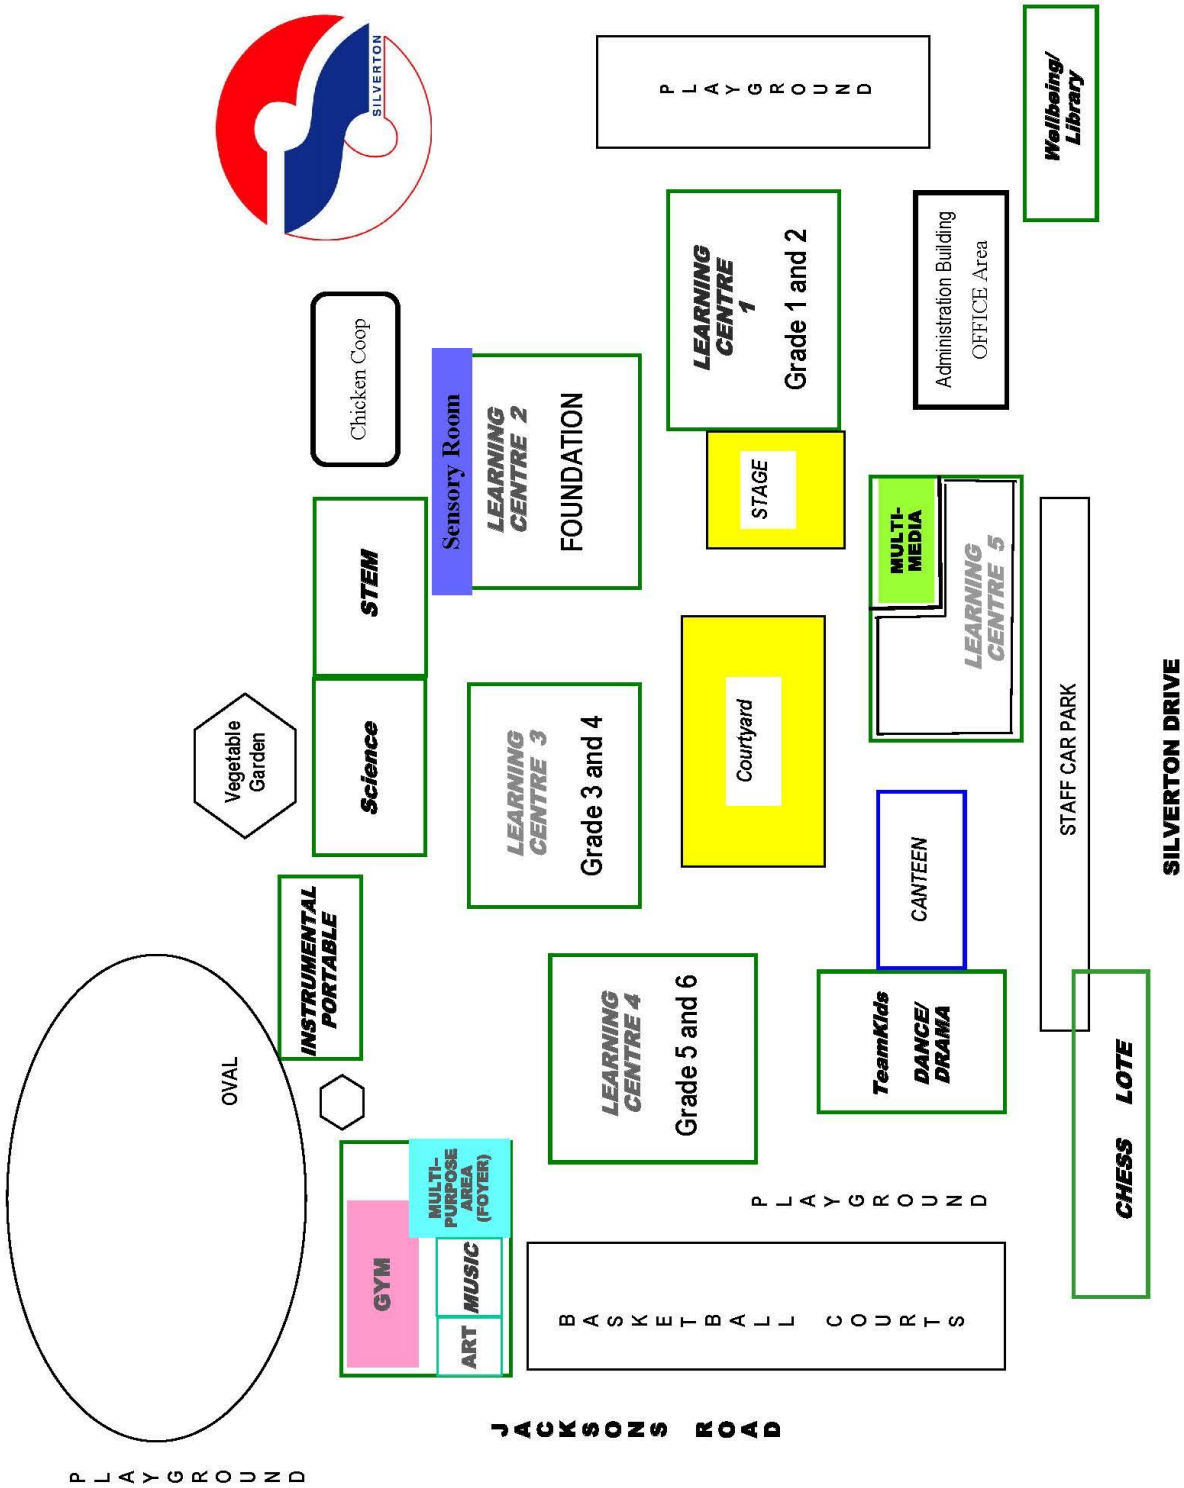 PLAYGROUND
OVAL
Vegetable
Garden
SILVERTON
INSTRUMENTAL
PORTABLE
Science
STEM
Chicken Coop
GYM
MULTI-
PURPOSE
AREA
(FOYER)
ART
MUSIC
Sensory Room
LEARNING
CENTRE 2
FOUNDATION
LEARNING
CENTRE 3
Grade 3 and 4
LEARNING
CENTRE 4
Grade 5 and 6
LEARNING
CENTRE
1
Grade 1 and 2
PLAYGROUND
JACKSONS ROAD
BASKETBALL COURTS
PLAYGROUND
Courtyard
STAGE
TeamKids
DANCE/
DRAMA
CANTEEN
MULTI-
MEDIA
LEARNING
CENTRE 5
Administration Building
OFFICE Area
Wellbeing/
Library
STAFF CAR PARK
CHESS LOTE
SILVERTON DRIVE